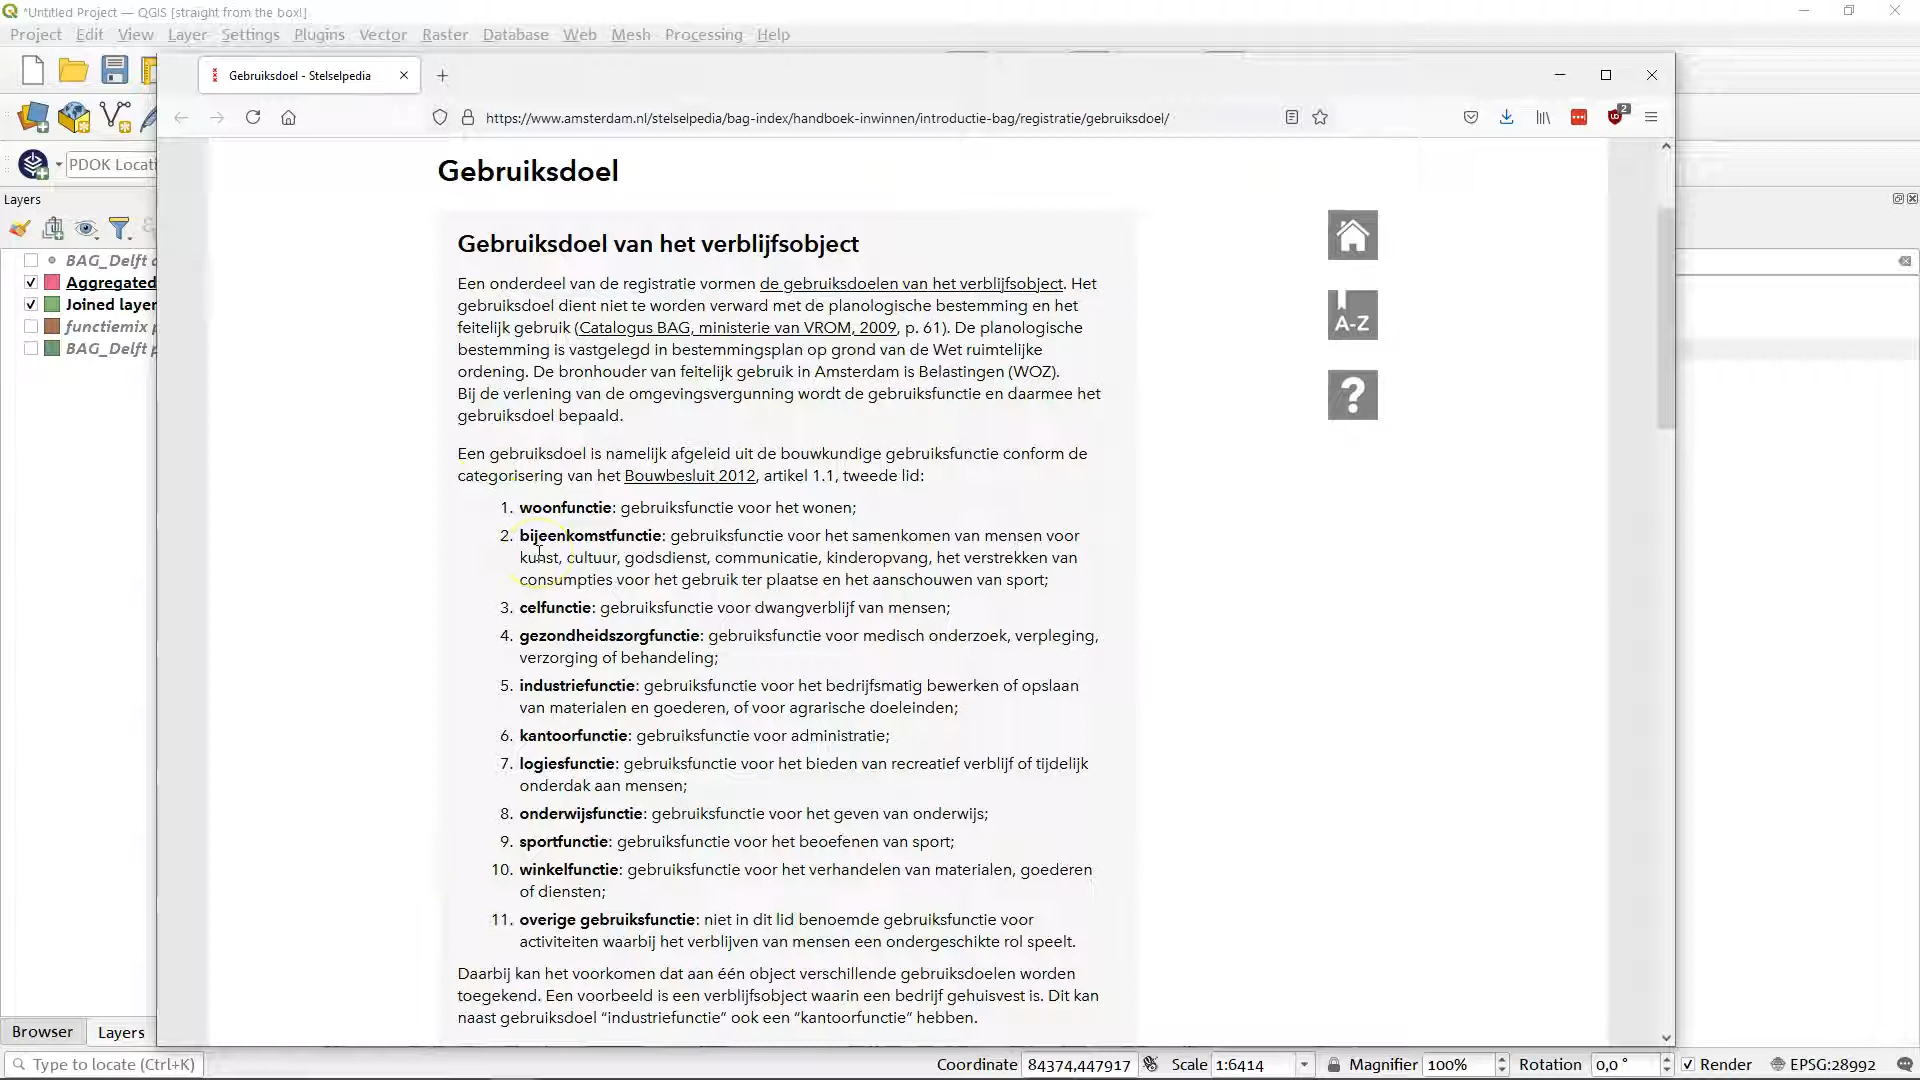 *Untitled Project — QGIS [straight from the box!]
Project Edit View Layer Settings Plugins Vector Raster Database Web Mesh Processing Help
Gebruiksdoel - Stelselpedia
https://www.amsterdam.nl/stelselpedia/bag-index/handboek-inwinnen/introductie-bag/registratie/gebruiksdoel/
2
PDOK Locati
Layers
BAG_Delft
Aggregated
Joined layer
functiemix p
BAG_Delft p
Gebruiksdoel
Gebruiksdoel van het verblijfsobject
Een onderdeel van de registratie vormen de gebruiksdoelen van het verblijfsobject. Het
gebruiksdoel dient niet te worden verward met de planologische bestemming en het
feitelijk gebruik (Catalogus BAG, ministerie van VROM, 2009, p. 61). De planologische
bestemming is vastgelegd in bestemmingsplan op grond van de Wet ruimtelijke
ordening. De bronhouder van feitelijk gebruik in Amsterdam is Belastingen (WOZ).
Bij de verlening van de omgevingsvergunning wordt de gebruiksfunctie en daarmee het
gebruiksdoel bepaald.
Een gebruiksdoel is namelijk afgeleid uit de bouwkundige gebruiksfunctie conform de
categorisering van het Bouwbesluit 2012, artikel 1.1, tweede lid:
1. woonfunctie: gebruiksfunctie voor het wonen;
2. bijeenkomstfunctie: gebruiksfunctie voor het samenkomen van mensen voor
kunst, cultuur, godsdienst, communicatie, kinderopvang, het verstrekken van
consumpties voor het gebruik ter plaatse en het aanschouwen van sport;
3. celfunctie: gebruiksfunctie voor dwangverblijf van mensen;
4. gezondheidszorgfunctie: gebruiksfunctie voor medisch onderzoek, verpleging,
verzorging of behandeling;
5. industriefunctie: gebruiksfunctie voor het bedrijfsmatig bewerken of opslaan
van materialen en goederen, of voor agrarische doeleinden;
6. kantoorfunctie: gebruiksfunctie voor administratie;
7. logiesfunctie: gebruiksfunctie voor het bieden van recreatief verblijf of tijdelijk
onderdak aan mensen;
8. onderwijsfunctie: gebruiksfunctie voor het geven van onderwijs;
9. sportfunctie: gebruiksfunctie voor het beoefenen van sport;
10. winkelfunctie: gebruiksfunctie voor het verhandelen van materialen, goederen
of diensten;
11. overige gebruiksfunctie: niet in dit lid benoemde gebruiksfunctie voor
activiteiten waarbij het verblijven van mensen een ondergeschikte rol speelt.
Daarbij kan het voorkomen dat aan één object verschillende gebruiksdoelen worden
toegekend. Een voorbeeld is een verblijfsobject waarin een bedrijf gehuisvest is. Dit kan
naast gebruiksdoel “industriefunctie” ook een “kantoorfunctie” hebben.
A-Z
?
Browser Layers
Type to locate (Ctrl+K)
Coordinate 84374,447917 Scale 1:6414 Magnifier 100% Rotation 0,0 ° Render EPSG:28992